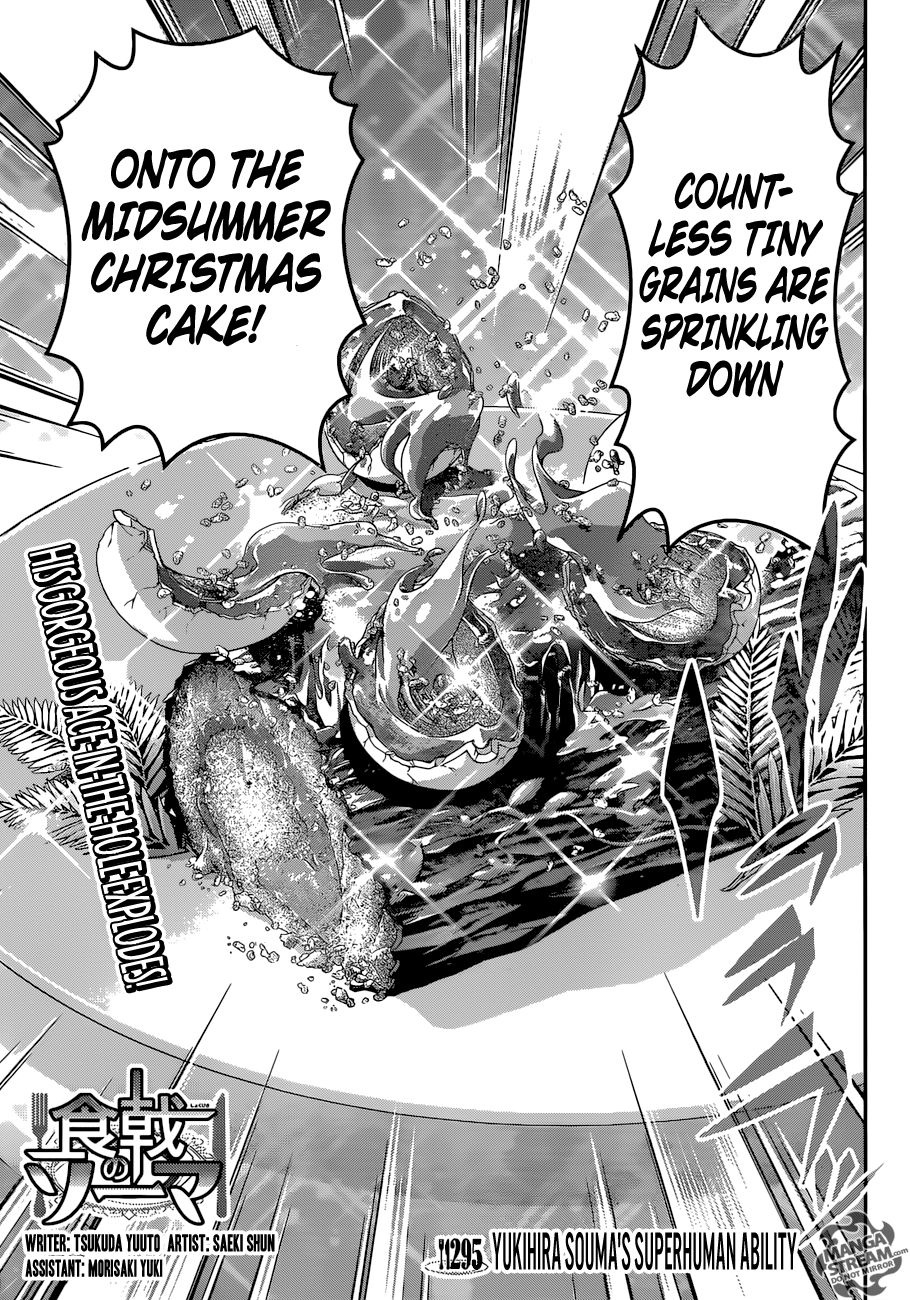 COUNT-
LESS TINY
GRAINS ARE
SPRINKLING
DOWN
ONTO THE
MIDSUMMER
CHRISTMAS
CAKE!
HIS GORGEOUS ACE-IN-THE-HOLE EXPLODES!
食戟の
ソーマ
WRITER: TSUKUDA YUUTO ARTIST: SAEKI SHUN
ASSISTANT: MORISAKI YUKI
295 YUKIHIRA SOUMA'S SUPERHUMAN ABILITY
MANGA
STREAM.com
DO NOT MIRROR!